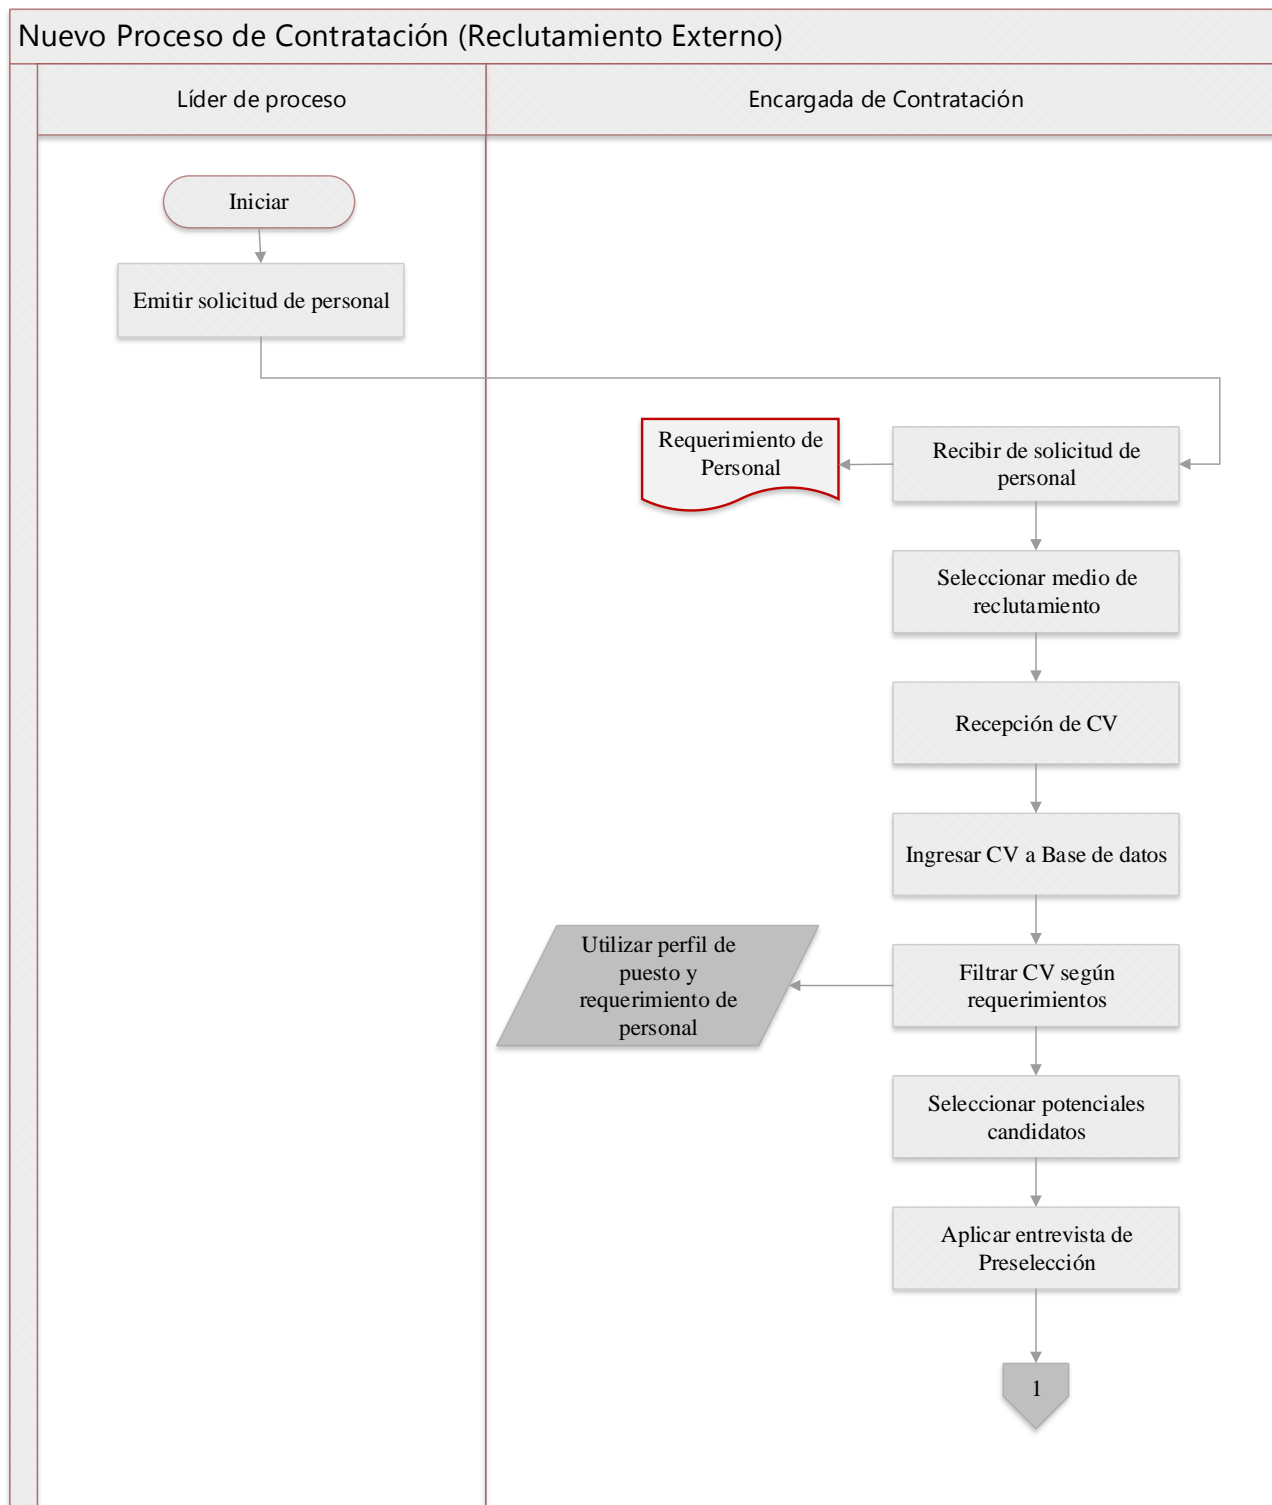 Nuevo Proceso de Contratación (Reclutamiento Externo)
Líder de proceso
Encargada de Contratación
Iniciar
Emitir solicitud de personal
Requerimiento de
Personal
Recibir de solicitud de
personal
Seleccionar medio de
reclutamiento
Recepción de CV
Ingresar CV a Base de datos
Utilizar perfil de
puesto y
requerimiento de
personal
Filtrar CV según
requerimientos
Seleccionar potenciales
candidatos
Aplicar entrevista de
Preselección
1